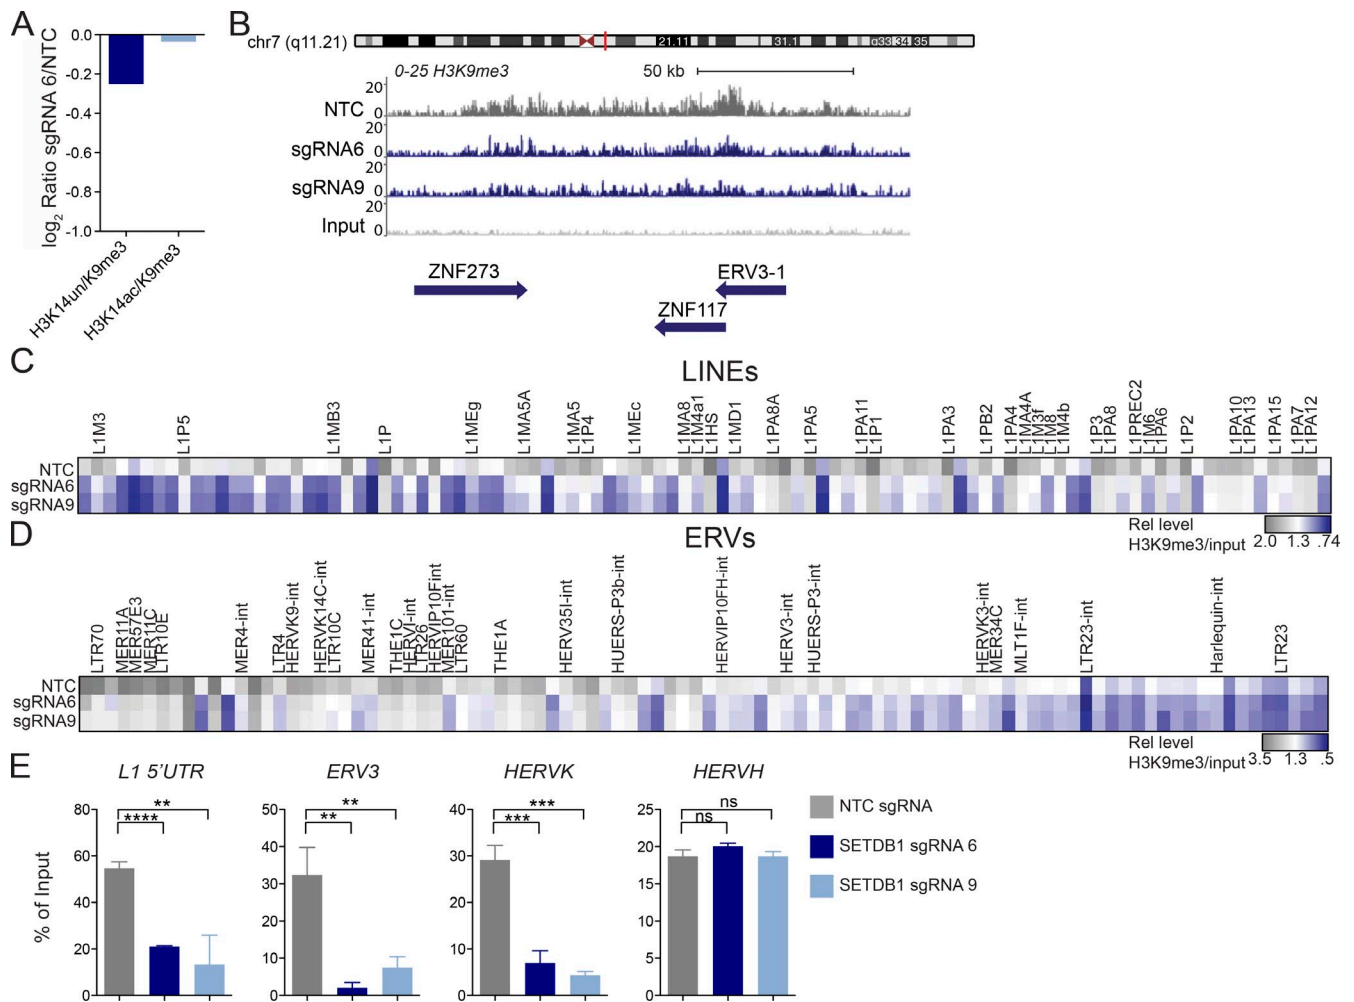 A
log2 Ratio sgRNA 6/NTC
0.0
-0.2
-0.4
-0.6
-0.8
-1.0
H3K14un/K9me3
H3K14ac/K9me3
B
chr7 (q11.21)
21.11
31.1
q33 34 35
0-25 H3K9me3
50 kb
NTC
20
0
sgRNA6
20
0
sgRNA9
20
0
Input
20
0
ZNF273
ERV3-1
ZNF117
C
LINEs
L1M3
L1P5
L1MB3
L1P
L1MEg
L1MA5A
L1MA5
L1P4
L1MEc
L1MA8
L1M4a1
L1HS
L1MD1
L1PA8A
L1PA5
L1PA11
L1P1
L1PA3
L1PB2
L1PA4
L1MA4A
L1M3f
L1M8
L1M4b
L1P3
L1PA8
L1PREC2
L1M6
L1PA6
L1P2
L1PA10
L1PA13
L1PA15
L1PA7
L1PA12
NTC
sgRNA6
sgRNA9
Rel level
H3K9me3/input
2.0 1.3 .74
D
ERVs
LTR70
MER11A
MER57E3
MER11C
LTR10E
MER4-int
LTR4
HERVK9-int
HERVK14C-int
LTR10C
MER41-int
THE1C
HERVI-int
LTR26
HERVIP10Fint
MER101-int
LTR60
THE1A
HERV35I-int
HUERS-P3b-int
HERVIP10FH-int
HERV3-int
HUERS-P3-int
HERVK3-int
MER34C
MLT1F-int
LTR23-int
Harlequin-int
LTR23
NTC
sgRNA6
sgRNA9
Rel level
H3K9me3/input
3.5 1.3 .5
E
% of Input
L1 5’UTR
80
60
40
20
0
**
****
ERV3
50
40
30
20
10
0
**
**
HERVK
40
30
20
10
0
***
***
HERVH
25
20
15
10
5
0
ns
ns
NTC sgRNA
SETDB1 sgRNA 6
SETDB1 sgRNA 9